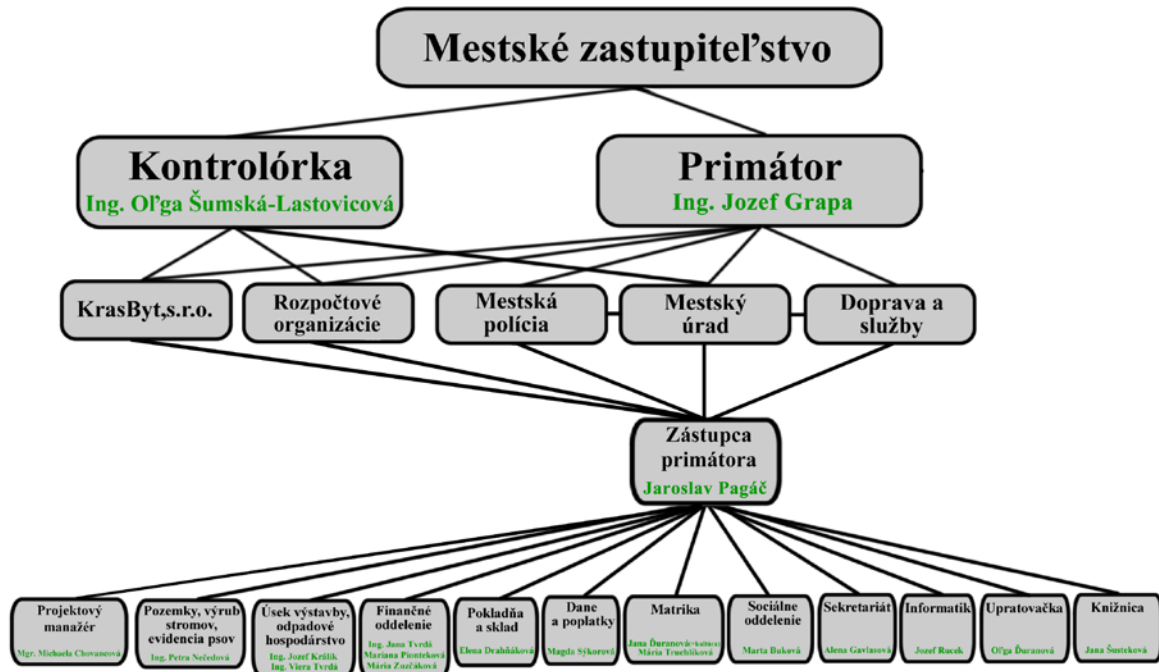 Mestské zastupiteľstvo
Kontrolórka
Ing. Oľga Šumská-Lastovicová
Primátor
Ing. Jozef Grapa
KrasByt,s.r.o.
Rozpočtové
organizácie
Mestská
polícia
Mestský
úrad
Doprava a
služby
Zástupca
primátora
Jaroslav Pagáč
Projektový
manažér
Mgr. Michaela Chovancová
Pozemky, výrub
stromov,
evidencia psov
Ing. Petra Nečedová
Úsek výstavby,
odpadové
hospodárstvo
Ing. Jozef Králik
Ing. Viera Tvrdá
Finančné
oddelenie
Ing. Jana Tvrdá
Mariana Pionteková
Mária Zuzčáková
Pokladňa
a sklad
Elena Drahňáková
Dane
a poplatky
Magda Sýkorová
Matrika
Jana Ďuranová
Mária Truchlíková
Sociálne
oddelenie
Marta Buková
Sekretariát
Alena Gavlasová
Informatik
Jozef Rucek
Upratovačka
Oľga Ďuranová
Knižnica
Jana Šusteková